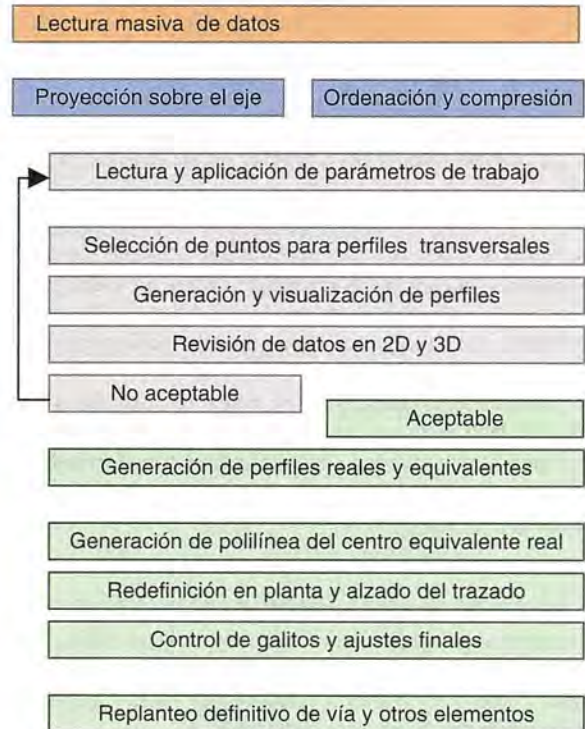 Lectura masiva de datos
Proyección sobre el eje
Ordenación y compresión
Lectura y aplicación de parámetros de trabajo
Selección de puntos para perfiles transversales
Generación y visualización de perfiles
Revisión de datos en 2D y 3D
No aceptable
Aceptable
Generación de perfiles reales y equivalentes
Generación de polilínea del centro equivalente real
Redefinición en planta y alzado del trazado
Control de galitos y ajustes finales
Replanteo definitivo de vía y otros elementos